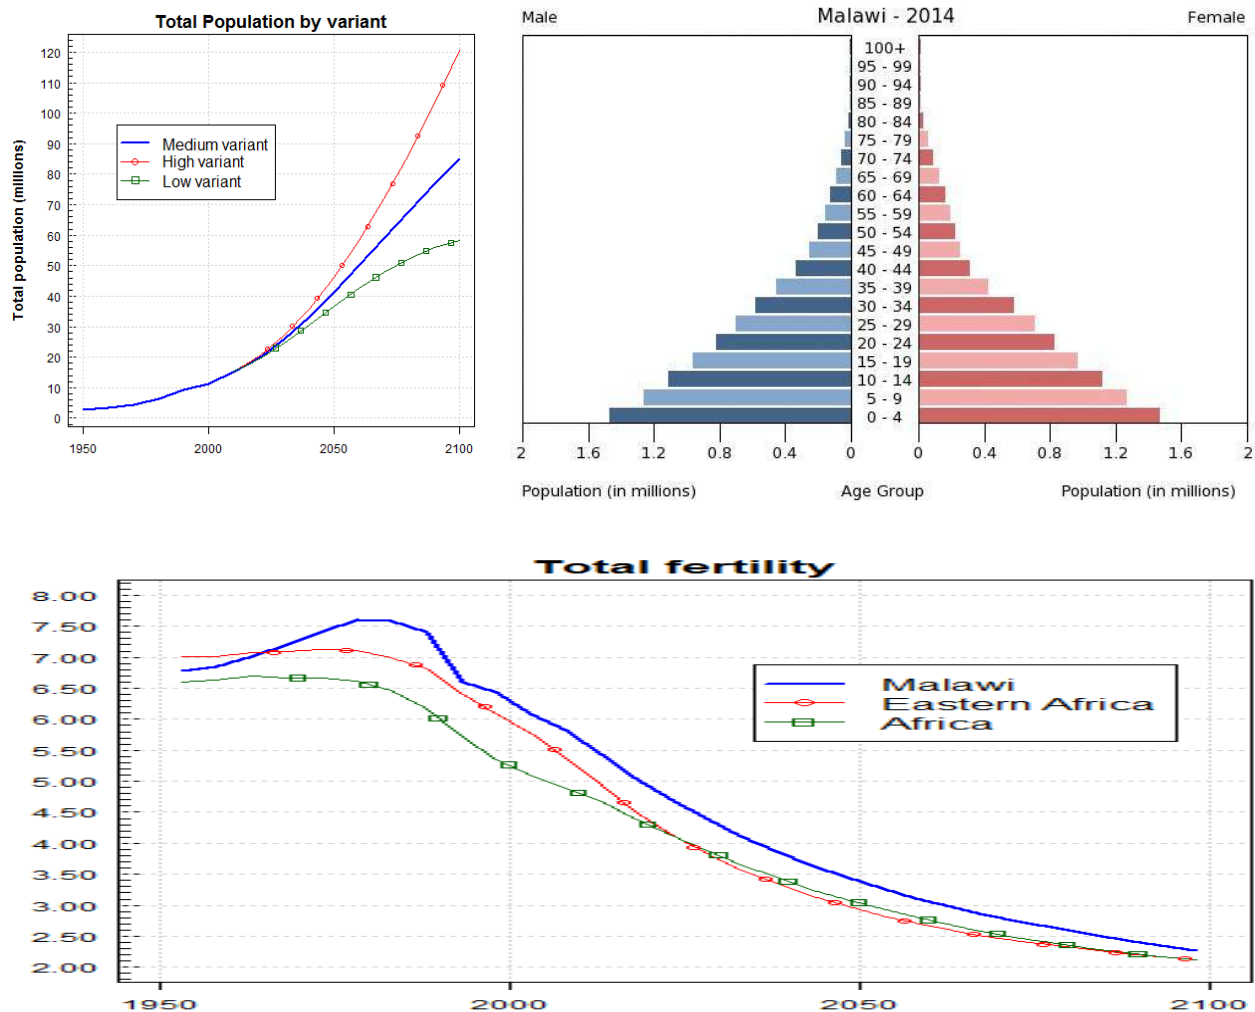 Total Population by variant
Total population (millions)
120
110
100
90
80
70
60
50
40
30
20
10
0
Medium variant
High variant
Low variant
1950
2000
2050
2100
Male
Malawi - 2014
Female
100+
95 - 99
90 - 94
85 - 89
80 - 84
75 - 79
70 - 74
65 - 69
60 - 64
55 - 59
50 - 54
45 - 49
40 - 44
35 - 39
30 - 34
25 - 29
20 - 24
15 - 19
10 - 14
5 - 9
0 - 4
2 1.6 1.2 0.8 0.4 0
0 0.4 0.8 1.2 1.6 2
Population (in millions)
Age Group
Population (in millions)
Total fertility
8.00
7.50
7.00
6.50
6.00
5.50
5.00
4.50
4.00
3.50
3.00
2.50
2.00
Malawi
Eastern Africa
Africa
1950
2000
2050
2100